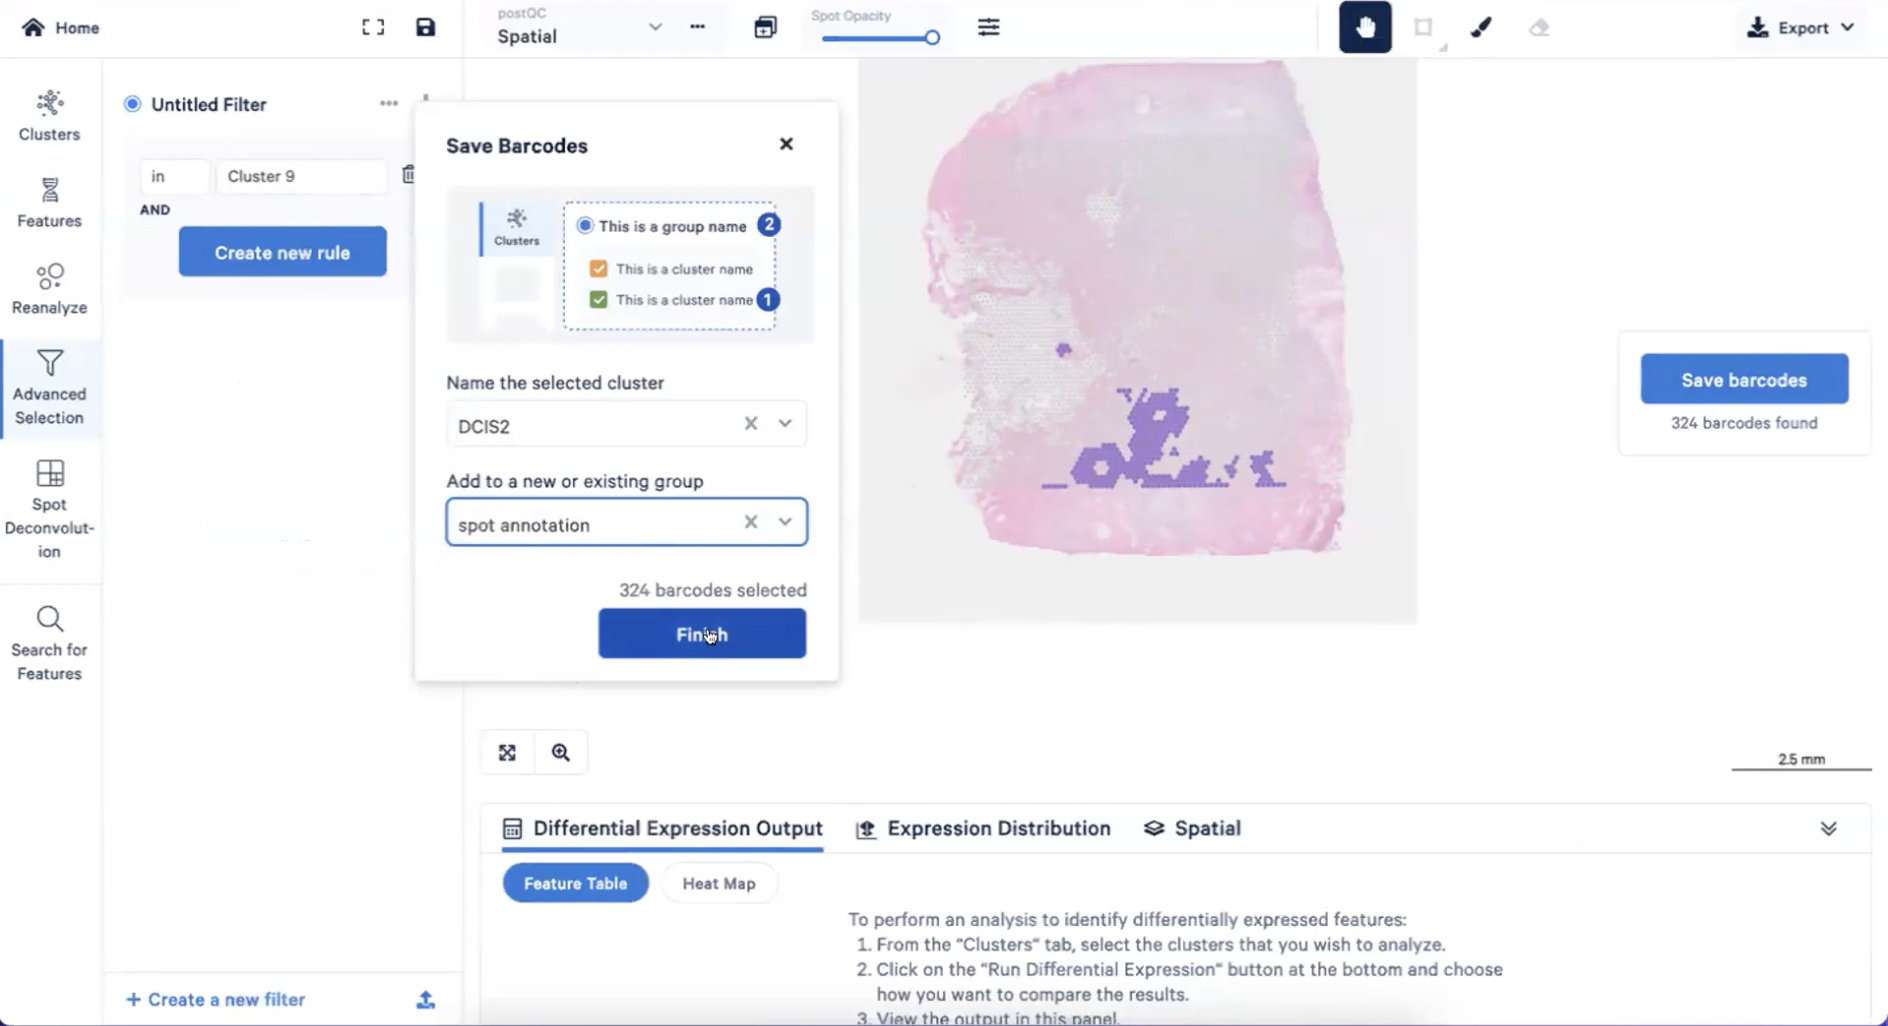 Home
postQC
Spatial
Spot Opacity
Export
Clusters
Features
Reanalyze
Advanced
Selection
Spot
Deconvolut-
ion
Search for
Features
Untitled Filter
in
Cluster 9
AND
Create new rule
+ Create a new filter
Save Barcodes
Clusters
This is a group name
2
This is a cluster name
This is a cluster name
1
Name the selected cluster
DCIS2
Add to a new or existing group
spot annotation
324 barcodes selected
Finish
Save barcodes
324 barcodes found
2.5 mm
Differential Expression Output
Expression Distribution
Spatial
Feature Table
Heat Map
To perform an analysis to identify differentially expressed features:
1. From the “Clusters“ tab, select the clusters that you wish to analyze.
2. Click on the “Run Differential Expression“ button at the bottom and choose
how you want to compare the results.
3. View the output in this panel.